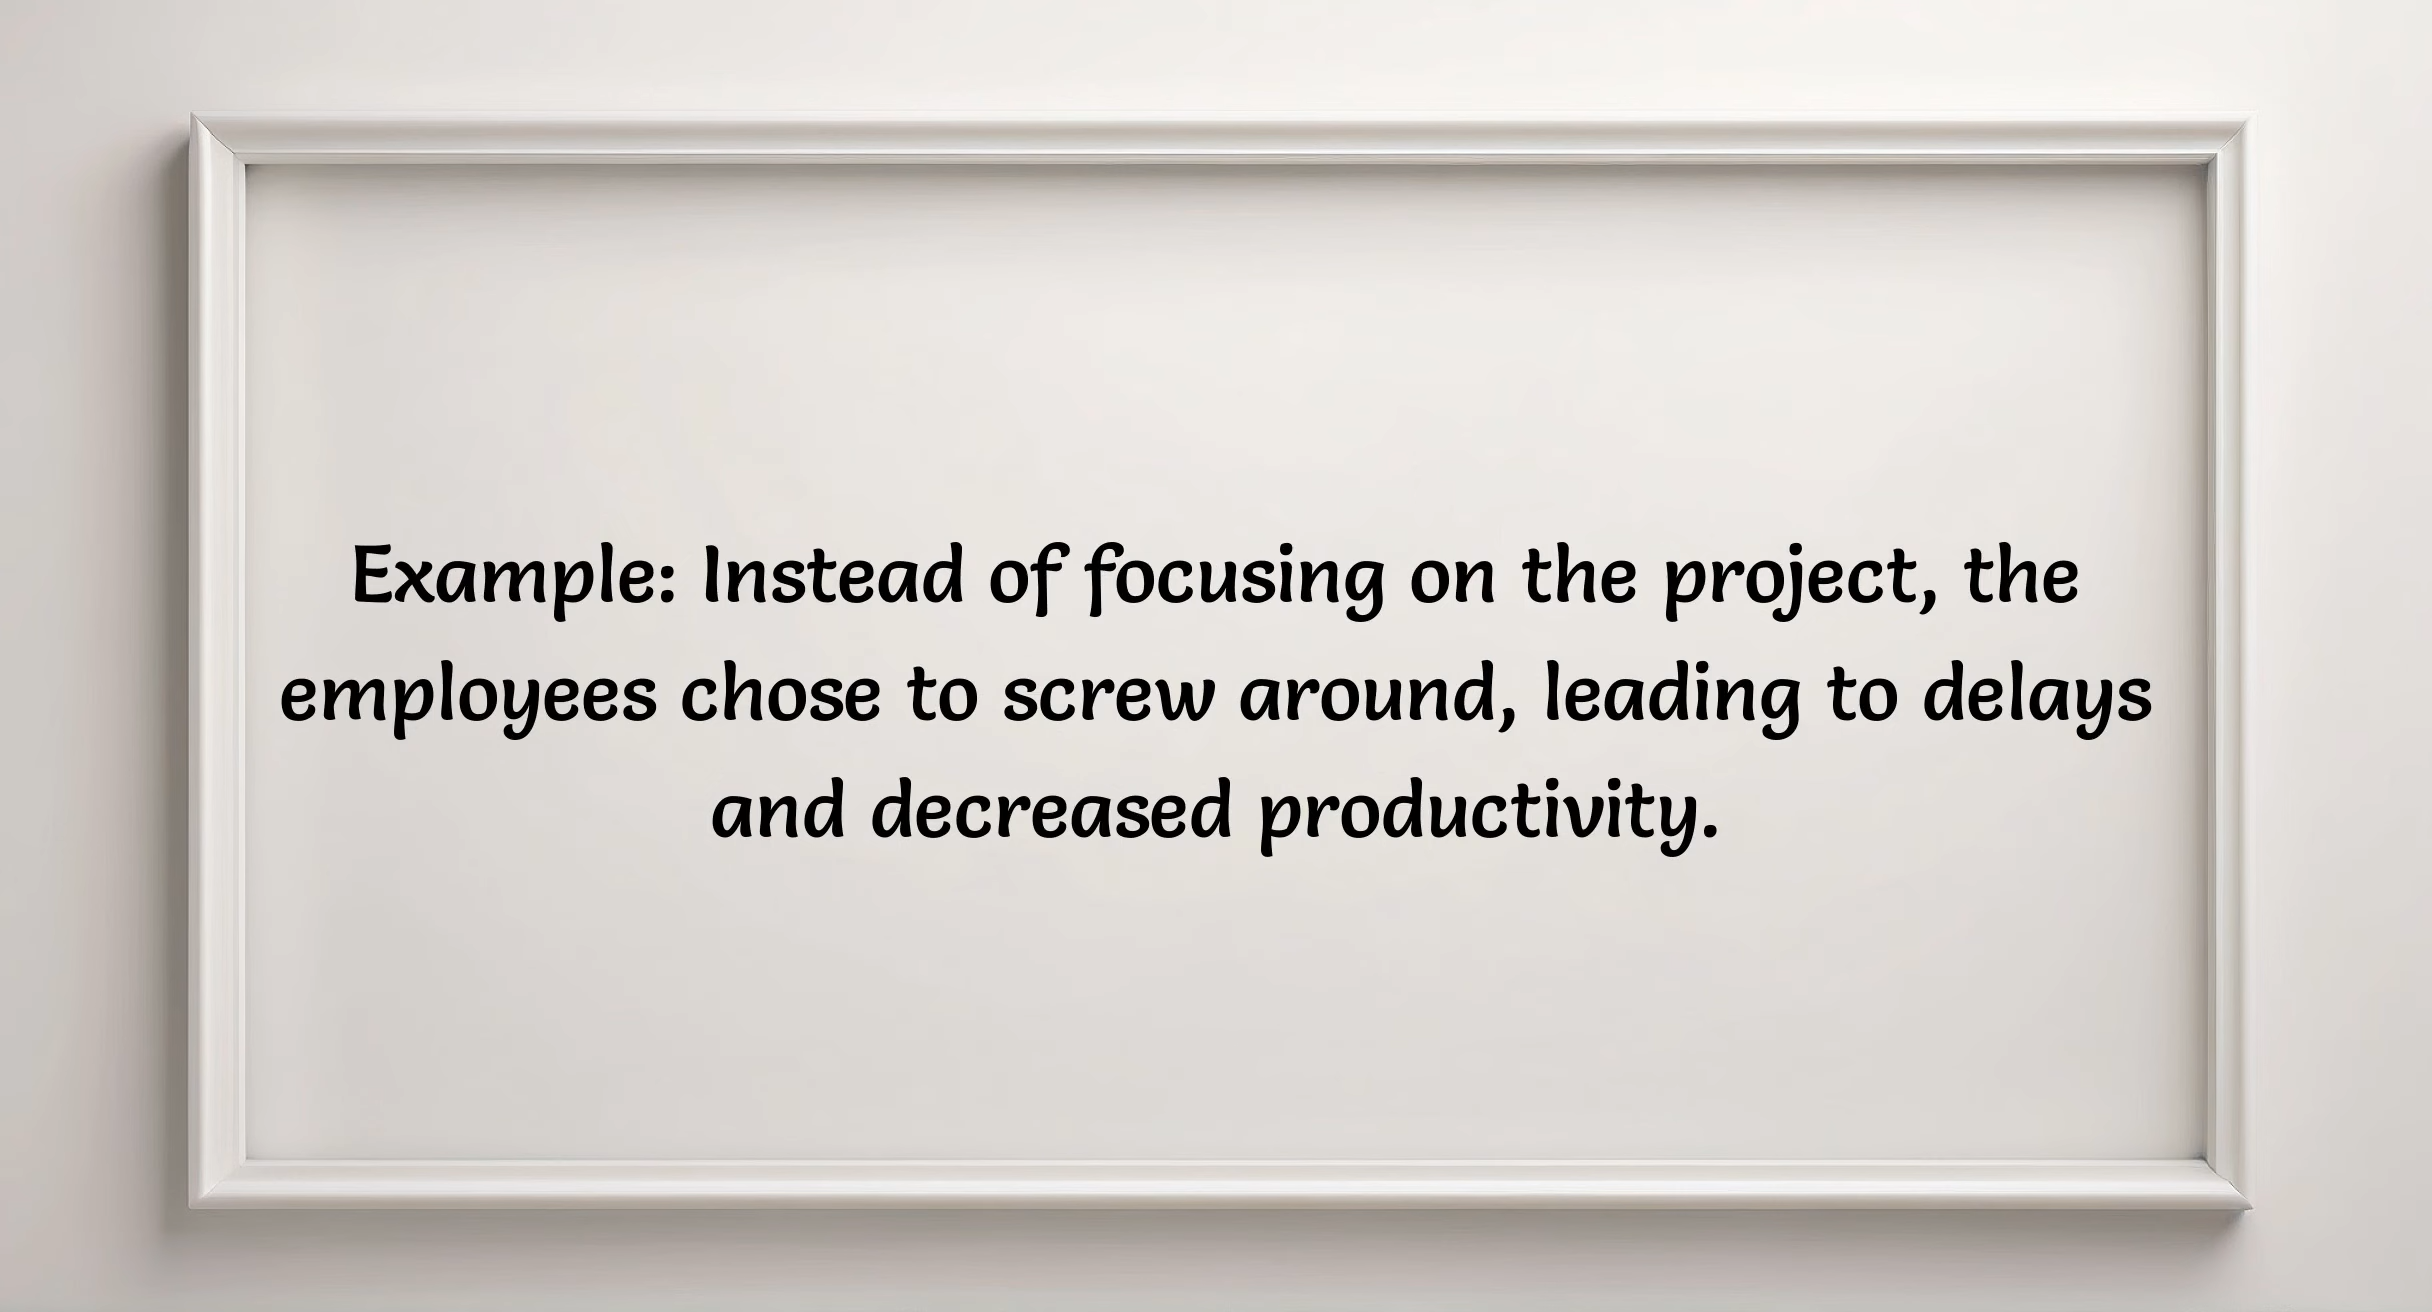 Example: Instead of focusing on the project, the
employees chose to screw around, leading to delays
and decreased productivity.